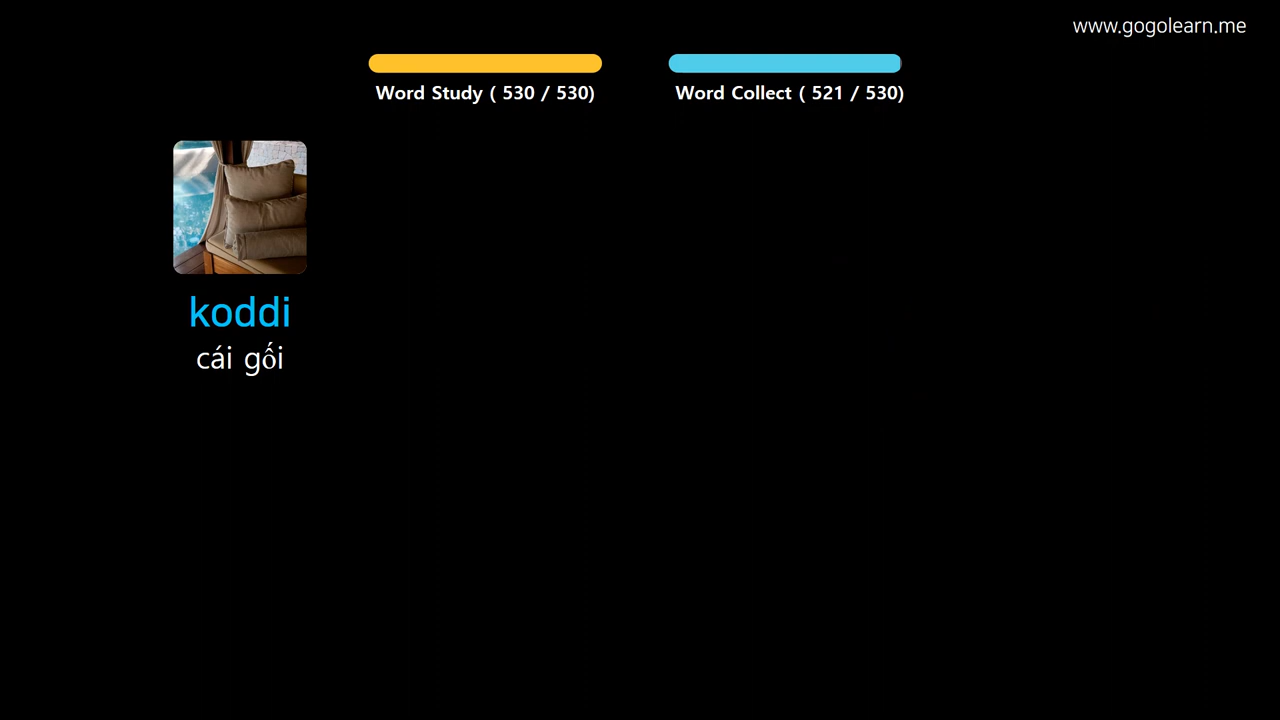 www.gogolearn.me
Word Study ( 530 / 530)
Word Collect ( 521 / 530)
koddi
cái gối